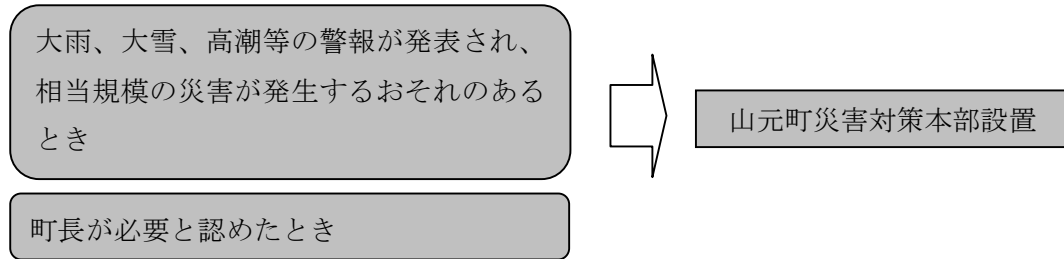 大雨、大雪、高潮等の警報が発表され、
相当規模の災害が発生するおそれのある
とき
山元町災害対策本部設置
町長が必要と認めたとき